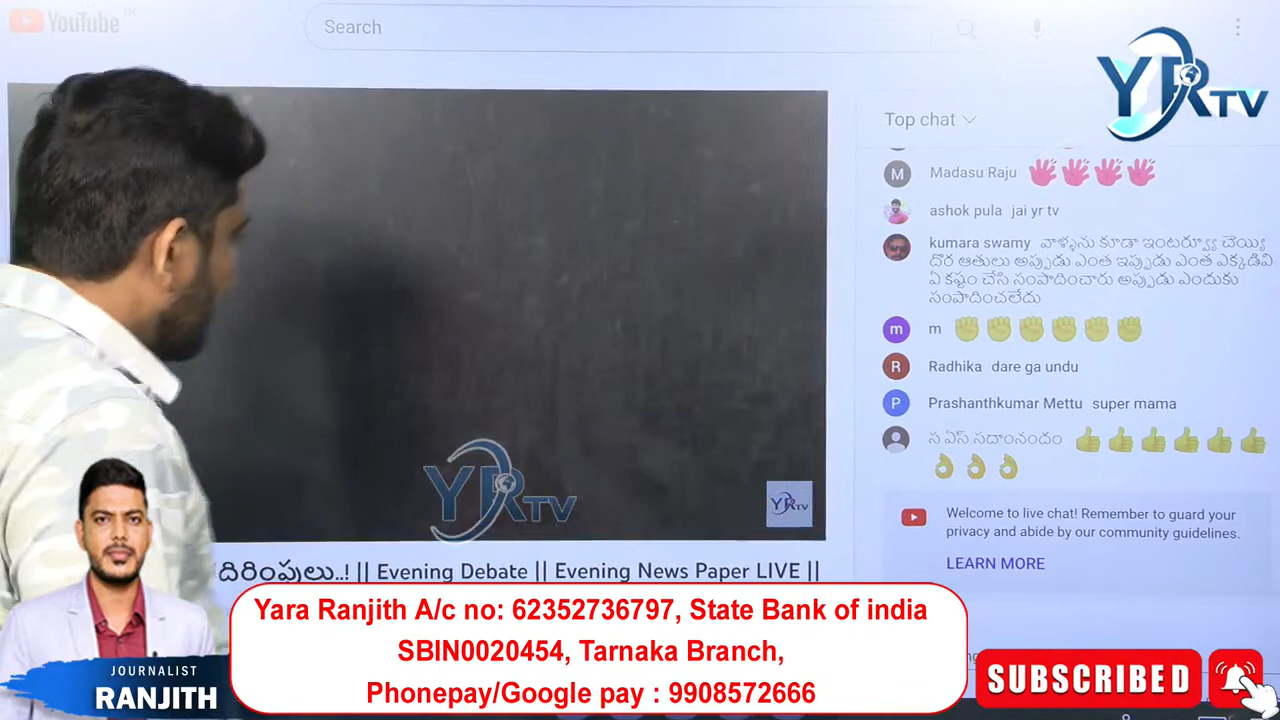 YouTube
Search
YRTV
Top chat
M Madasu Raju
ashok pula jai yr tv
kumara swamy వాళ్ళను కూడా ఇంటర్వ్యూ చెయ్యి
దొర ఆతులు అప్పుడు ఎంత ఇప్పుడు ఎంత ఎక్కడివి
ఏ కష్టం చేసి సంపాదించారు అప్పుడు ఎందుకు
సంపాదించలేదు
m m
R Radhika dare ga undu
P Prashanthkumar Mettu super mama
స ఏస్ సదాంనందం
Welcome to live chat! Remember to guard your
privacy and abide by our community guidelines.
LEARN MORE
YRTV
YRTV
దిరింపులు..! || Evening Debate || Evening News Paper LIVE ||
Yara Ranjith A/c no: 62352736797, State Bank of india
SBIN0020454, Tarnaka Branch,
Phonepay/Google pay : 9908572666
JOURNALIST
RANJITH
SUBSCRIBED